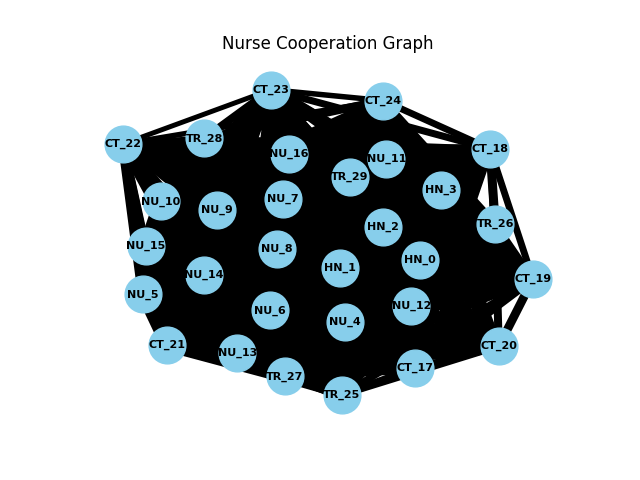 Nurse Cooperation Graph
CT_23
CT_24
TR_28
CT_22
NU_16
NU_11
CT_18
TR_29
HN_3
NU_10
NU_9
NU_7
HN_2
TR_26
NU_15
NU_8
HN_1
HN_0
NU_14
CT_19
NU_5
NU_6
NU_4
NU_12
CT_21
NU_13
CT_20
TR_27
CT_17
TR_25